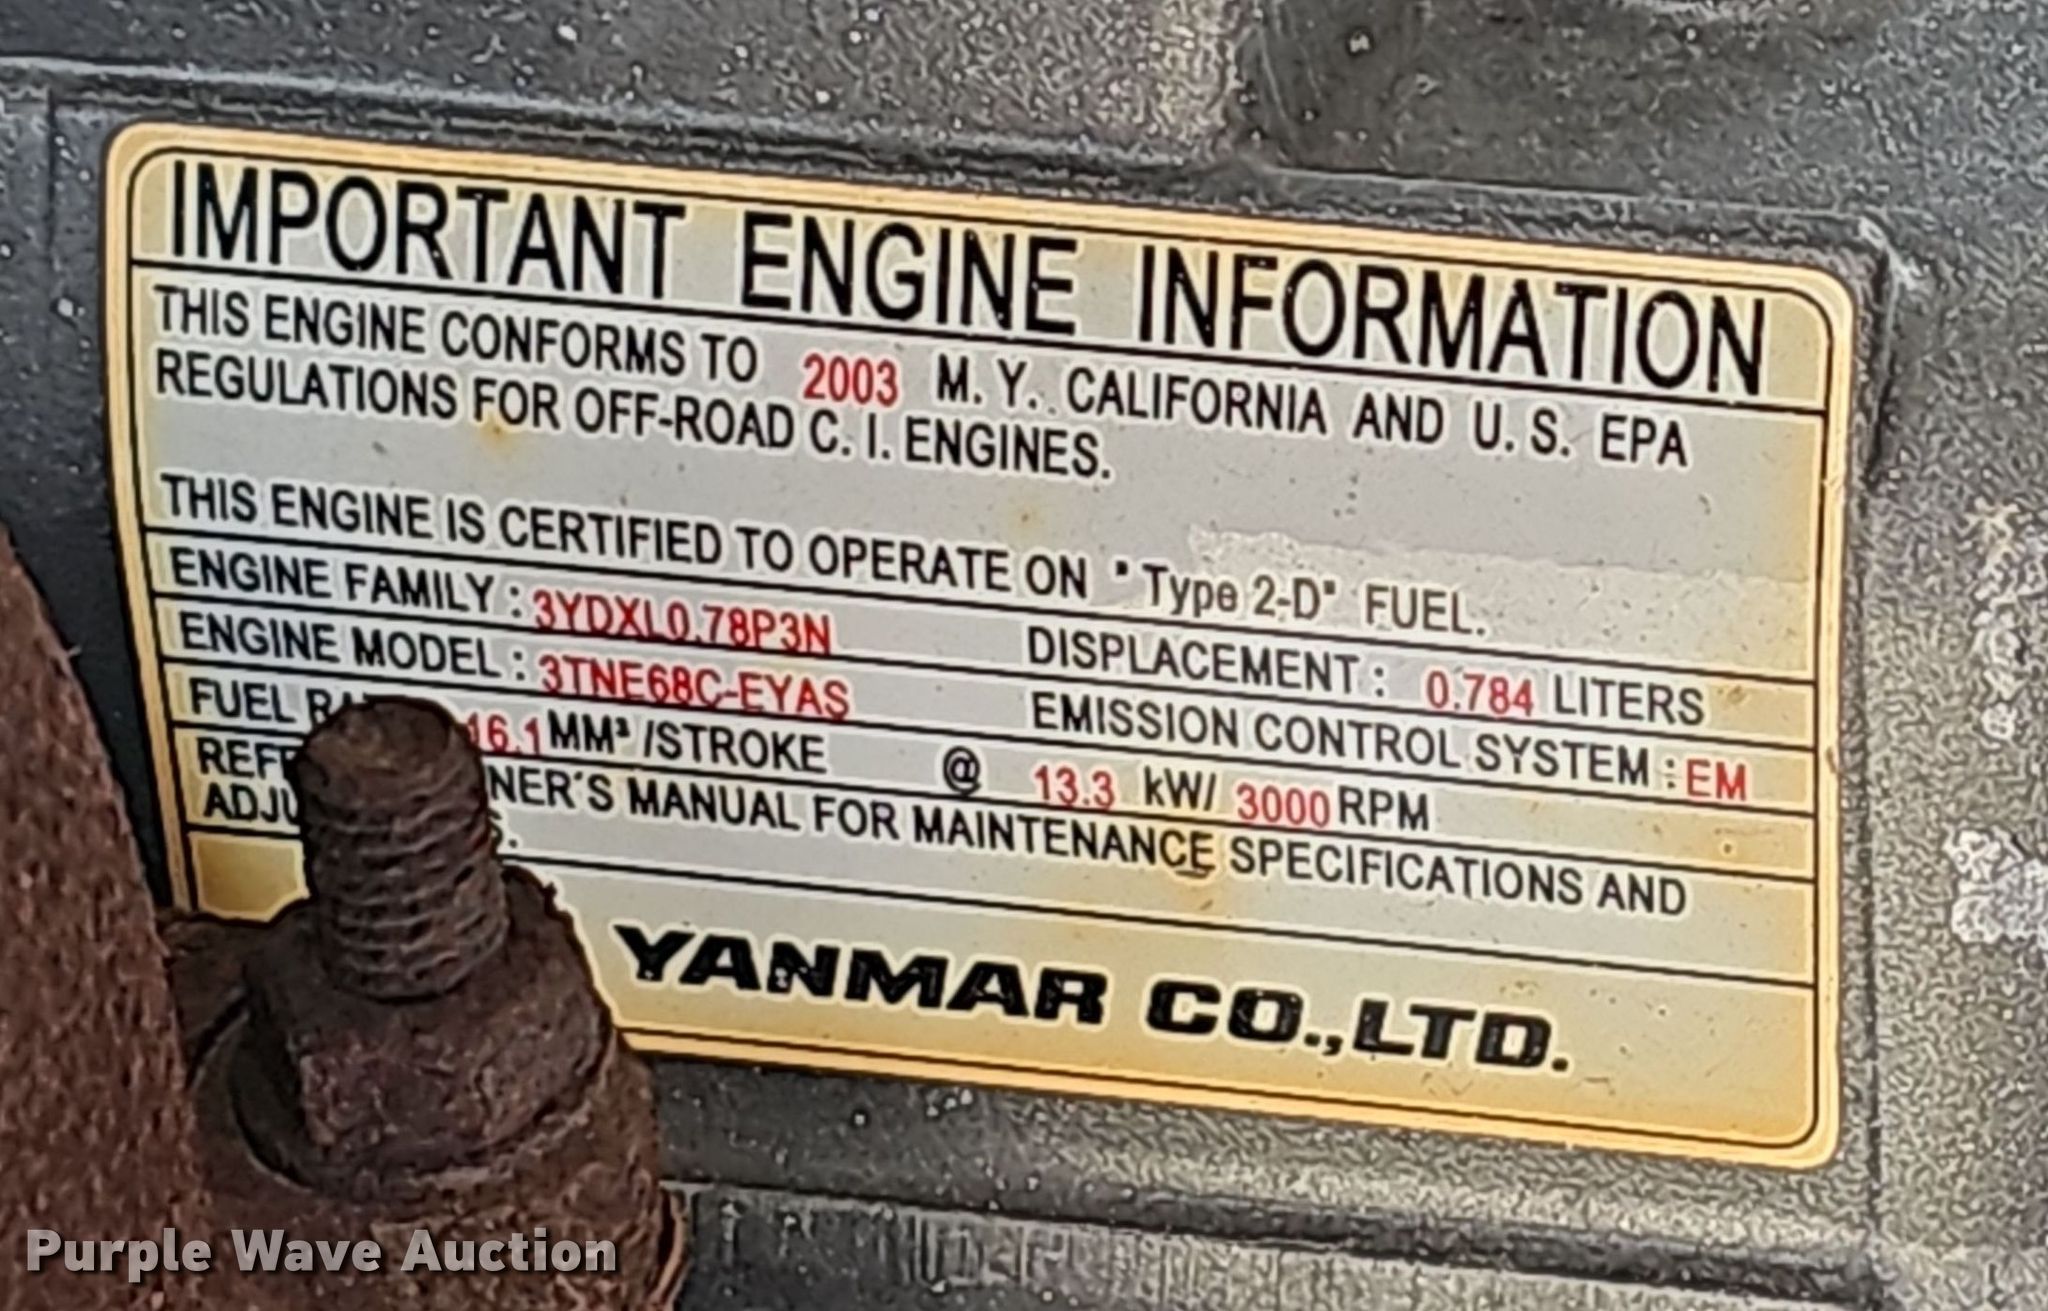 IMPORTANT ENGINE INFORMATION
THIS ENGINE CONFORMS TO 2003 M. Y. CALIFORNIA AND U. S. EPA
REGULATIONS FOR OFF-ROAD C. I. ENGINES.
THIS ENGINE IS CERTIFIED TO OPERATE ON "Type 2-D" FUEL.
ENGINE FAMILY : 3YDXL0.78P3N DISPLACEMENT : 0.784 LITERS
ENGINE MODEL : 3TNE68C-EYAS EMISSION CONTROL SYSTEM : EM
FUEL 16.1 MM³ /STROKE @ 13.3 kW/ 3000 RPM
MANUAL FOR MAINTENANCE SPECIFICATIONS AND
YANMAR CO.,LTD.
Purple Wave Auction